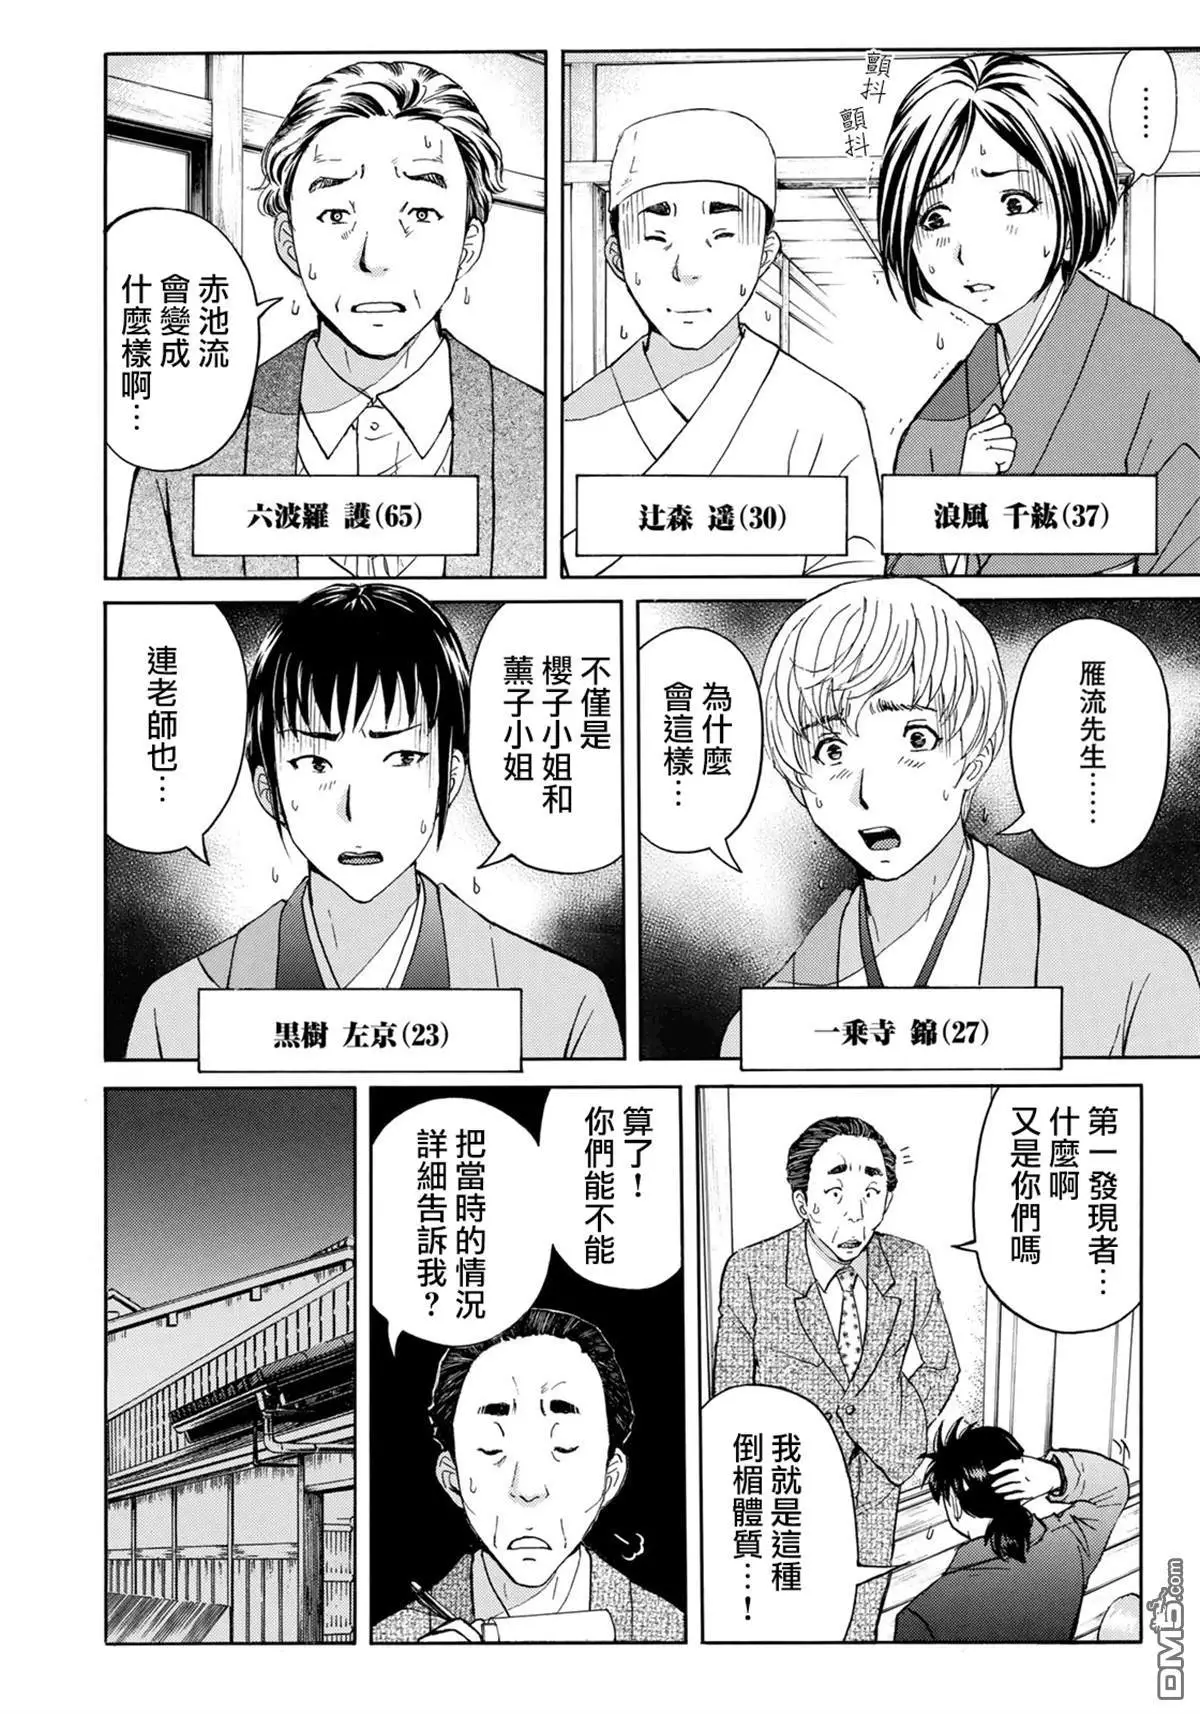 ……
顫抖
顫抖
浪風 千紘(37)
辻森 遥(30)
赤池流
會變成
什麼樣啊…
六波羅 護(65)
雁流先生……
為什麼
會這樣…
一乗寺 錦(27)
不僅是
櫻子小姐和
薰子小姐
連老師也…
黒樹 左京(23)
第一發現者…
什麼啊
又是你們嗎
我就是這種
倒楣體質…!
算了!
你們能不能
把當時的情況
詳細告訴我?
DM5.com